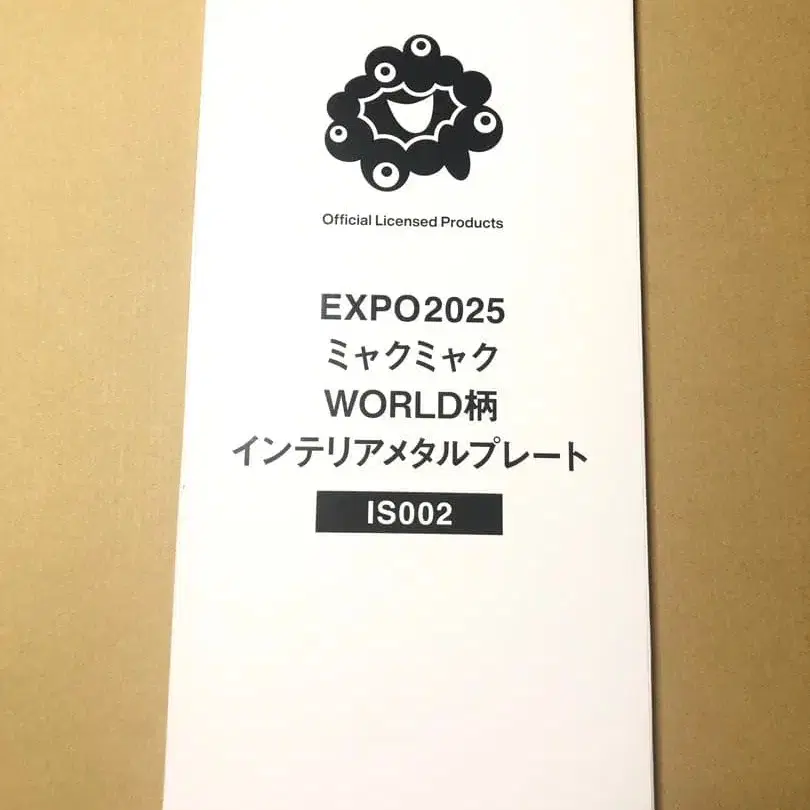 Official Licensed Products
EXPO2025
ミャクミャク
WORLD柄
インテリアメタルプレート
IS002